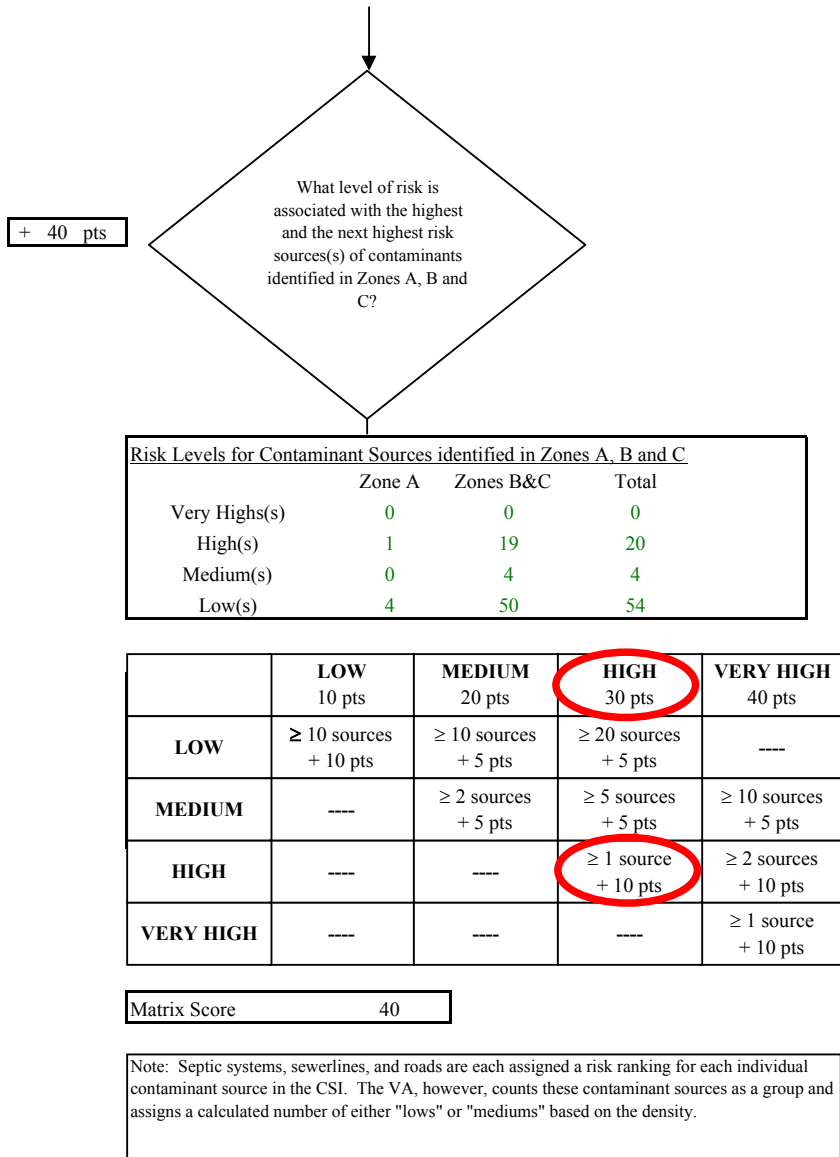 What level of risk is
associated with the highest
and the next highest risk
sources(s) of contaminants
identified in Zones A, B and
C?
+ 40 pts
Risk Levels for Contaminant Sources identified in Zones A, B and C
Zone A Zones B&C Total
Very Highs(s) 0 0 0
High(s) 1 19 20
Medium(s) 0 4 4
Low(s) 4 50 54
LOW MEDIUM HIGH VERY HIGH
10 pts 20 pts 30 pts 40 pts
LOW ≥ 10 sources ≥ 10 sources ≥ 20 sources ----
+ 10 pts + 5 pts + 5 pts
MEDIUM ---- ≥ 2 sources ≥ 5 sources ≥ 10 sources
+ 5 pts + 5 pts + 5 pts
HIGH ---- ---- ≥ 1 source ≥ 2 sources
+ 10 pts + 10 pts
VERY HIGH ---- ---- ---- ≥ 1 source
+ 10 pts
Matrix Score 40
Note: Septic systems, sewerlines, and roads are each assigned a risk ranking for each individual
contaminant source in the CSI. The VA, however, counts these contaminant sources as a group and
assigns a calculated number of either "lows" or "mediums" based on the density.